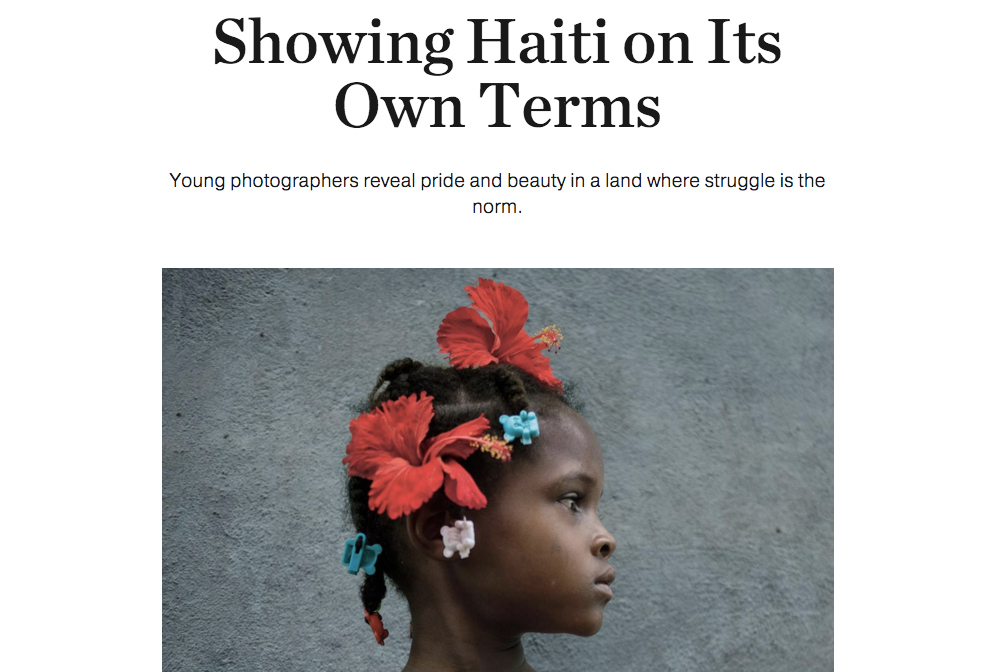 Showing Haiti on Its
Own Terms
Young photographers reveal pride and beauty in a land where struggle is the
norm.